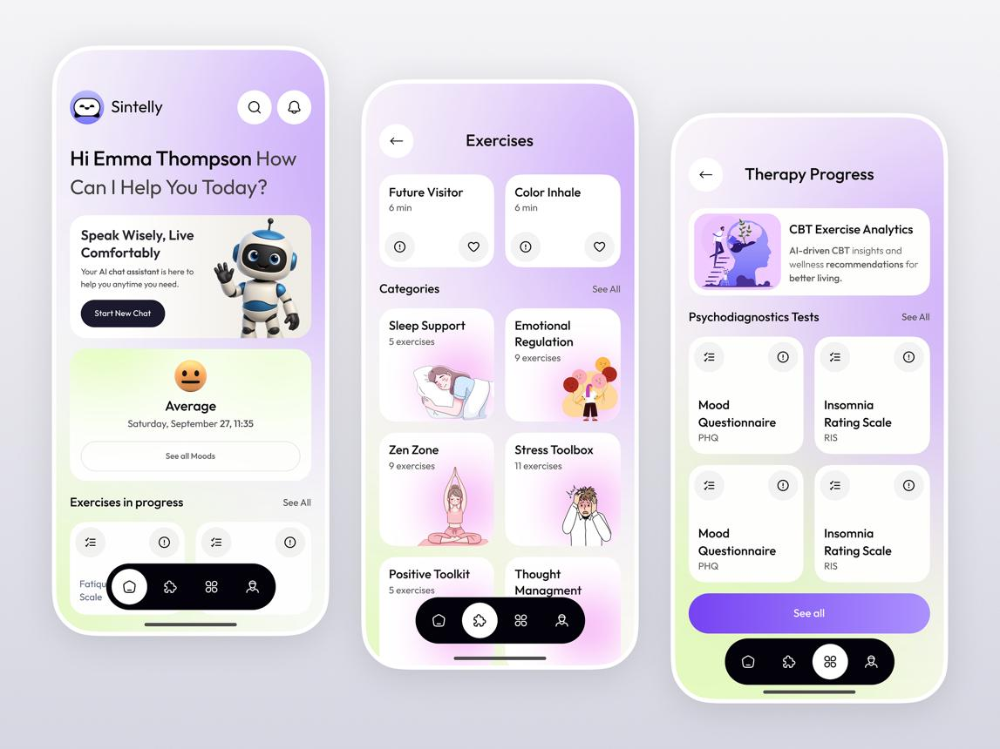 Sintelly
Hi Emma Thompson How
Can I Help You Today?
Speak Wisely, Live
Comfortably
Your AI chat assistant is here to
help you anytime you need.
Start New Chat
Average
Saturday, September 27, 11:35
See all Moods
Exercises in progress
See All
Fatiqu
Scale
Exercises
Future Visitor
6 min
Color Inhale
6 min
Categories
See All
Sleep Support
5 exercises
Emotional
Regulation
9 exercises
Zen Zone
9 exercises
Stress Toolbox
11 exercises
Positive Toolkit
5 exercises
Thought
Managment
Therapy Progress
CBT Exercise Analytics
AI-driven CBT insights and
wellness recommendations for
better living.
Psychodiagnostics Tests
See All
Mood
Questionnaire
PHQ
Insomnia
Rating Scale
RIS
Mood
Questionnaire
PHQ
Insomnia
Rating Scale
RIS
See all